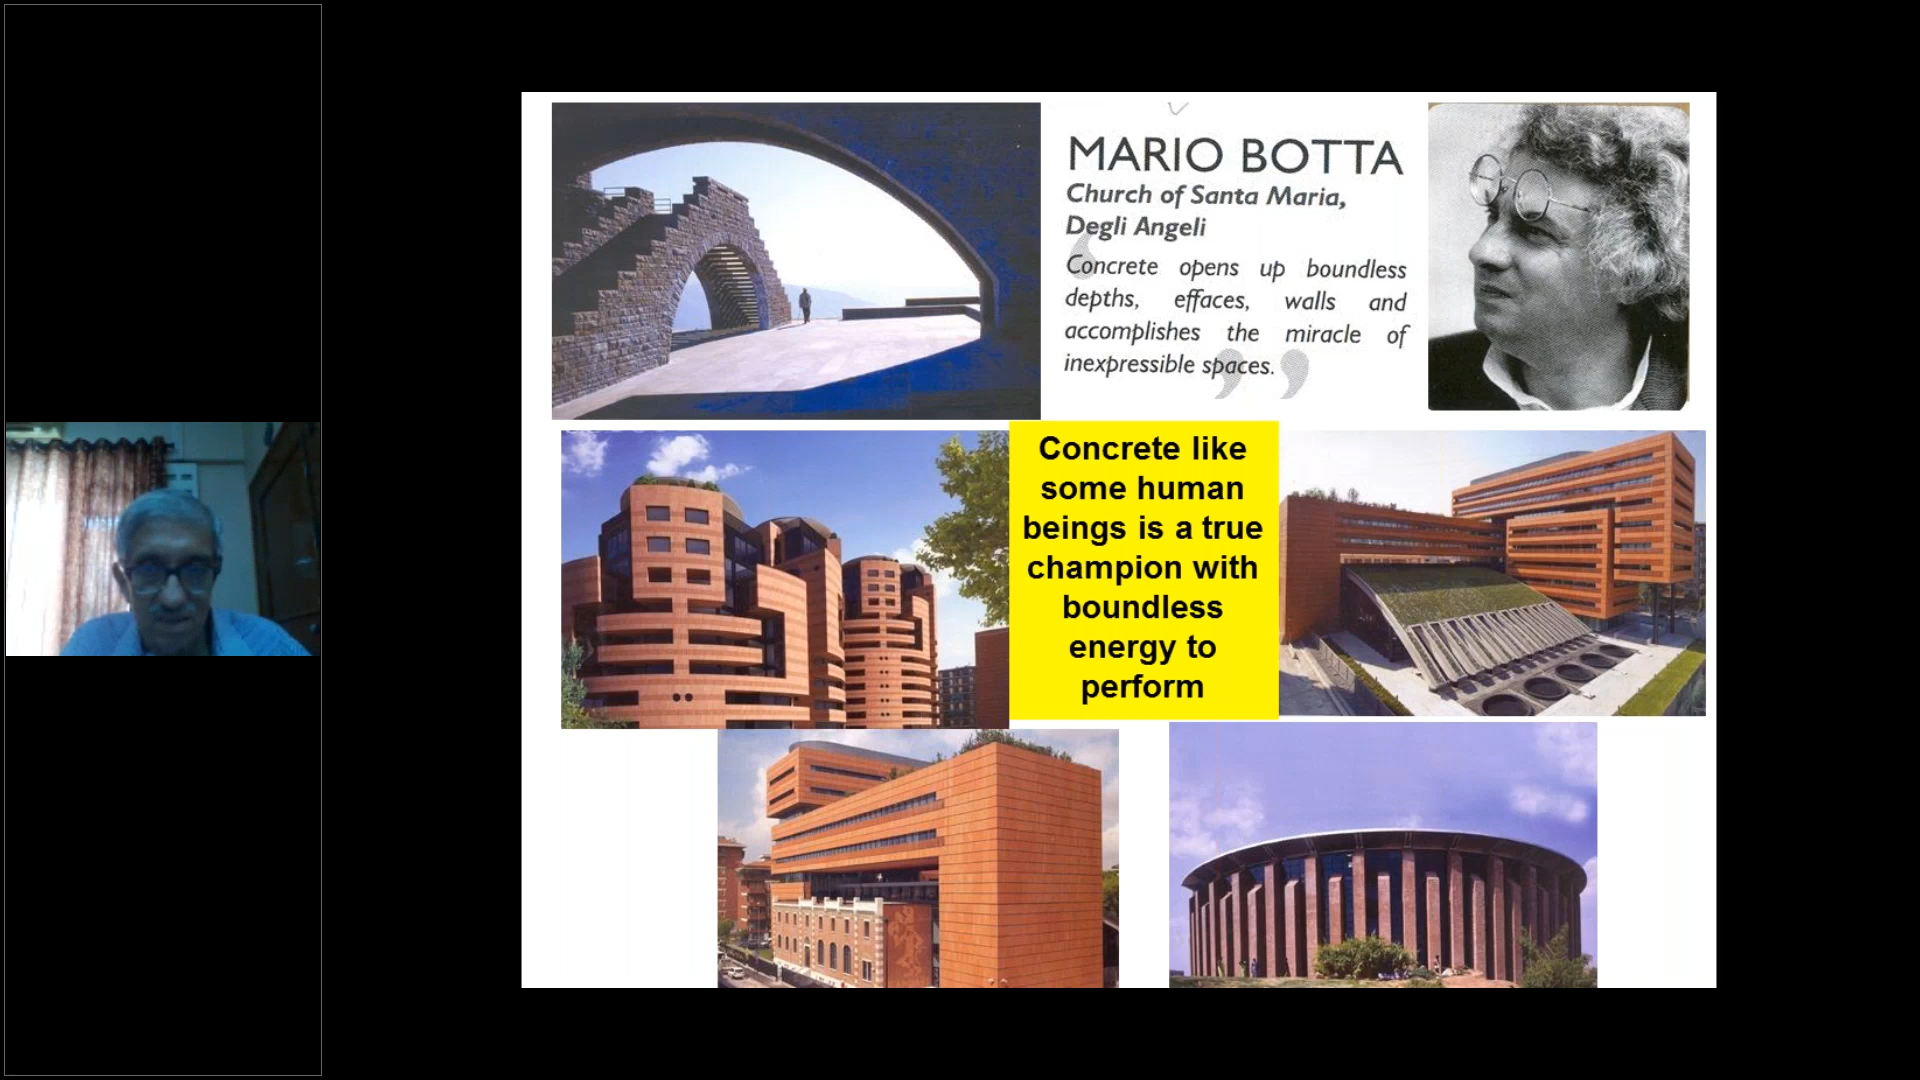 MARIO BOTTA
Church of Santa Maria,
Degli Angeli
Concrete opens up boundless
depths, effaces, walls and
accomplishes the miracle of
inexpressible spaces.
Concrete like
some human
beings is a true
champion with
boundless
energy to
perform